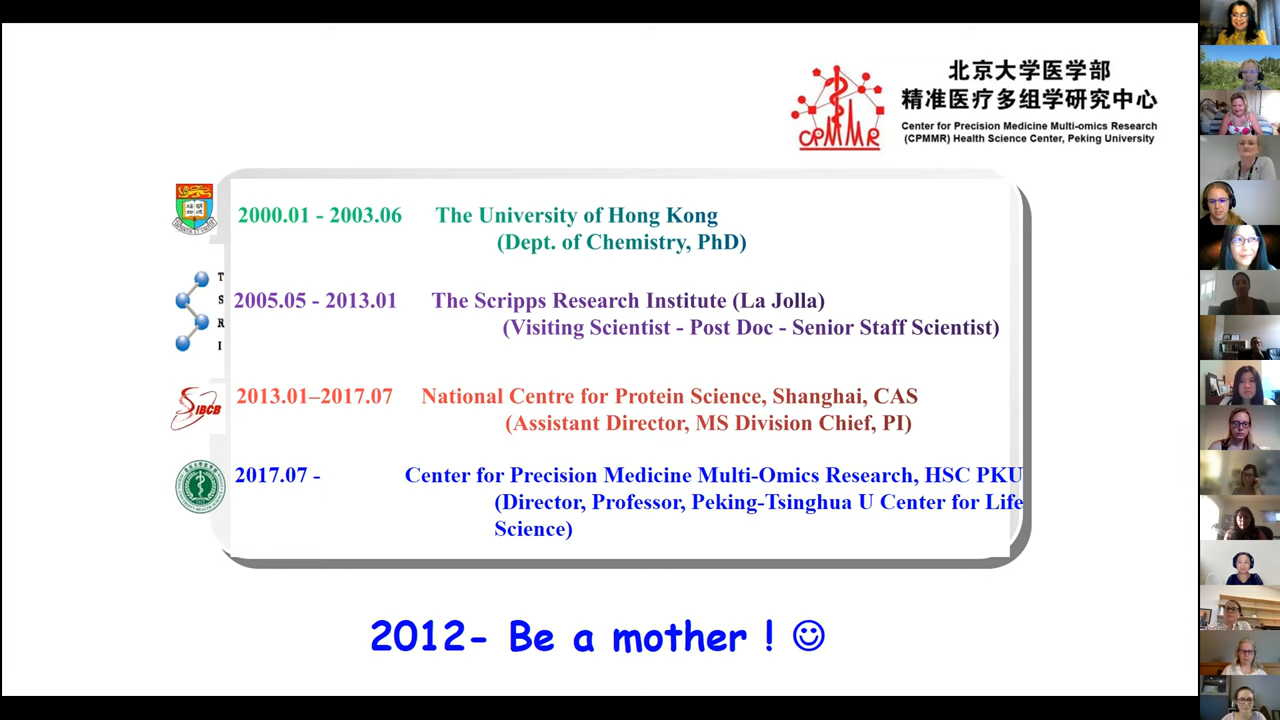 北京大学医学部
精准医疗多组学研究中心
Center for Precision Medicine Multi-omics Research
(CPMMR) Health Science Center, Peking University
CPMMR
2000.01 - 2003.06 The University of Hong Kong
(Dept. of Chemistry, PhD)
T
S
R
I
2005.05 - 2013.01 The Scripps Research Institute (La Jolla)
(Visiting Scientist - Post Doc - Senior Staff Scientist)
SIBCB
2013.01–2017.07 National Centre for Protein Science, Shanghai, CAS
(Assistant Director, MS Division Chief, PI)
2017.07 - Center for Precision Medicine Multi-Omics Research, HSC PKU
(Director, Professor, Peking-Tsinghua U Center for Life
Science)
2012- Be a mother ! ☺